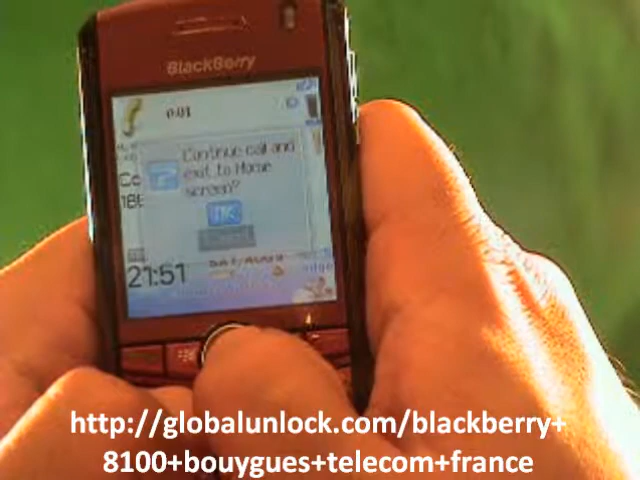 BlackBerry
0:01
Continue call and
exit to Home
screen?
OK
21:51
http://globalunlock.com/blackberry+
8100+bouygues+telecom+france